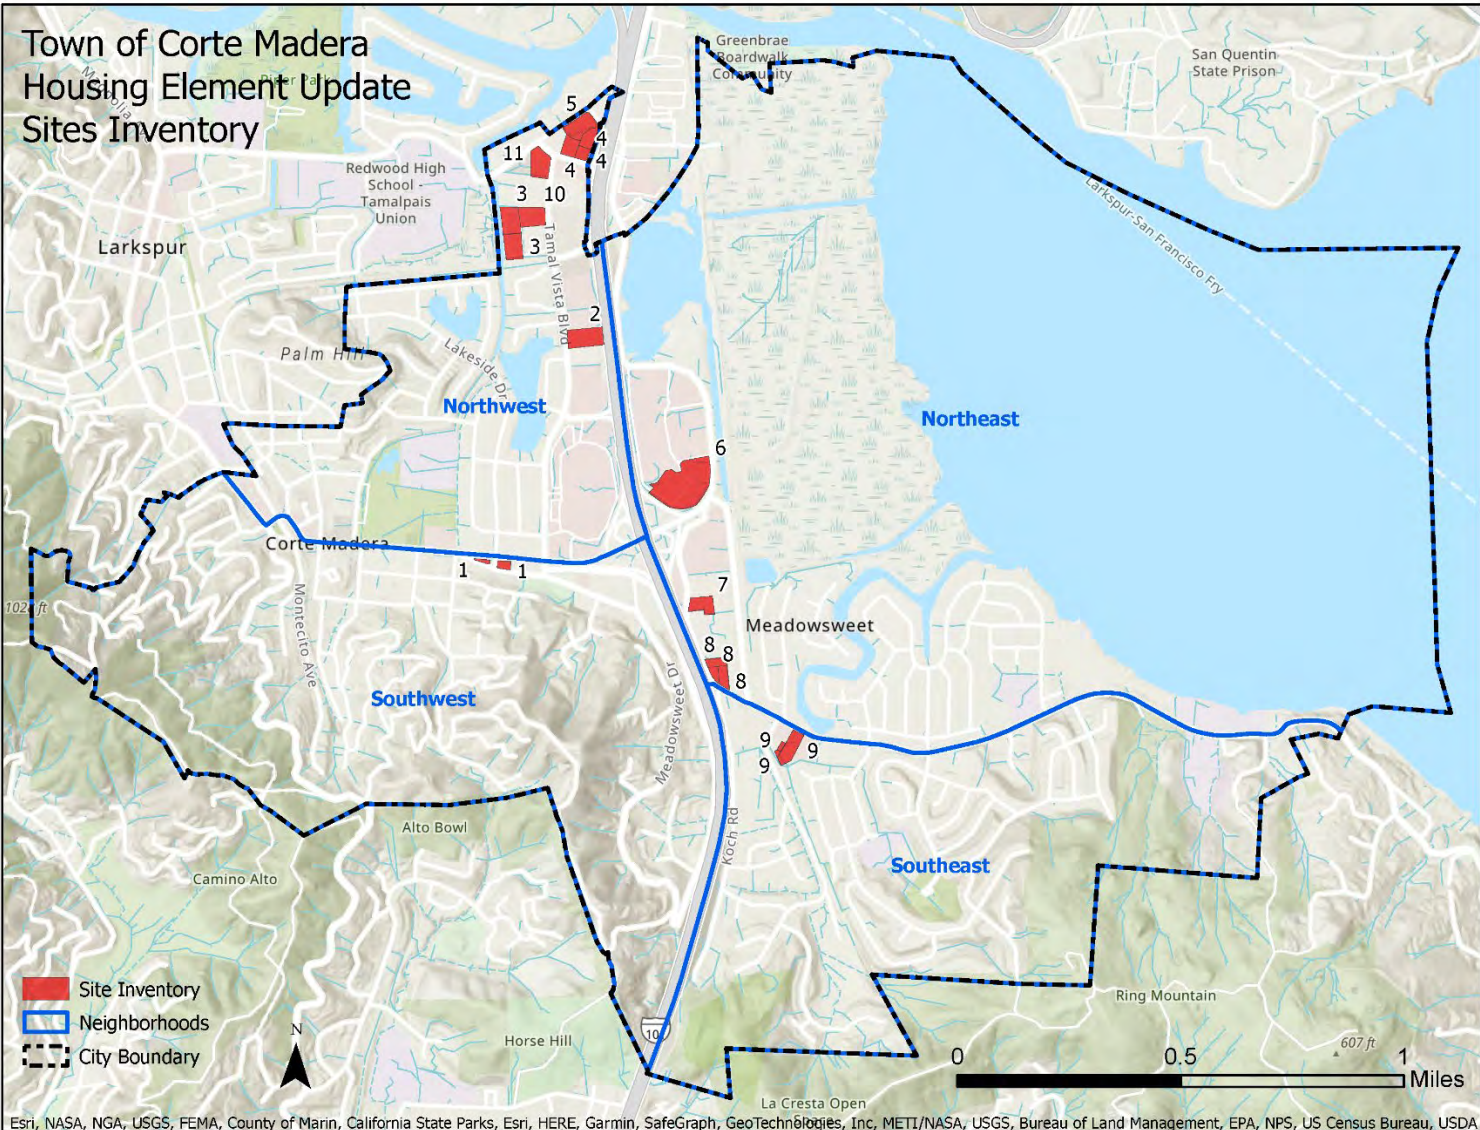 Town of Corte Madera
Housing Element Update
Sites Inventory
Piper Park
Greenbrae
Boardwalk
Community
San Quentin
State Prison
5
4
4
4
11
10
3
3
Redwood High
School -
Tamalpais
Union
Larkspur
Tamal Vista Blvd
Larkspur-San Francisco Fry
2
Palm Hill
Lakeside Dr
Northwest
Northeast
6
Corte Madera
1
1
7
1028 ft
Montecito Ave
Meadowsweet
8
8
8
Southwest
Meadowsweet Dr
9
9
9
Koch Rd
Alto Bowl
Camino Alto
Southeast
Site Inventory
Neighborhoods
City Boundary
N
Horse Hill
10
Ring Mountain
607 ft
0 0.5 1
Miles
La Cresta Open
Space
Esri, NASA, NGA, USGS, FEMA, County of Marin, California State Parks, Esri, HERE, Garmin, SafeGraph, GeoTechnologies, Inc, METI/NASA, USGS, Bureau of Land Management, EPA, NPS, US Census Bureau, USDA